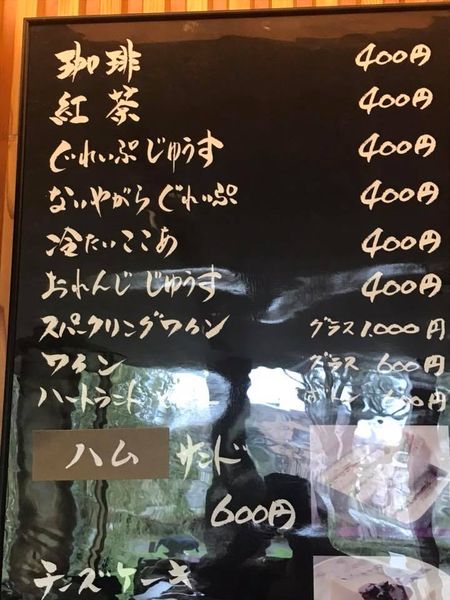 珈琲 400円
紅茶 400円
ぐれいぷじゅうす 400円
ないやがらぐれいぷ 400円
冷たいここあ 400円
おれんじじゅうす 400円
スパークリングワイン グラス 1,000円
ワイン グラス 600円
ハートランド 600円
ハムサンド
600円
チーズケーキ